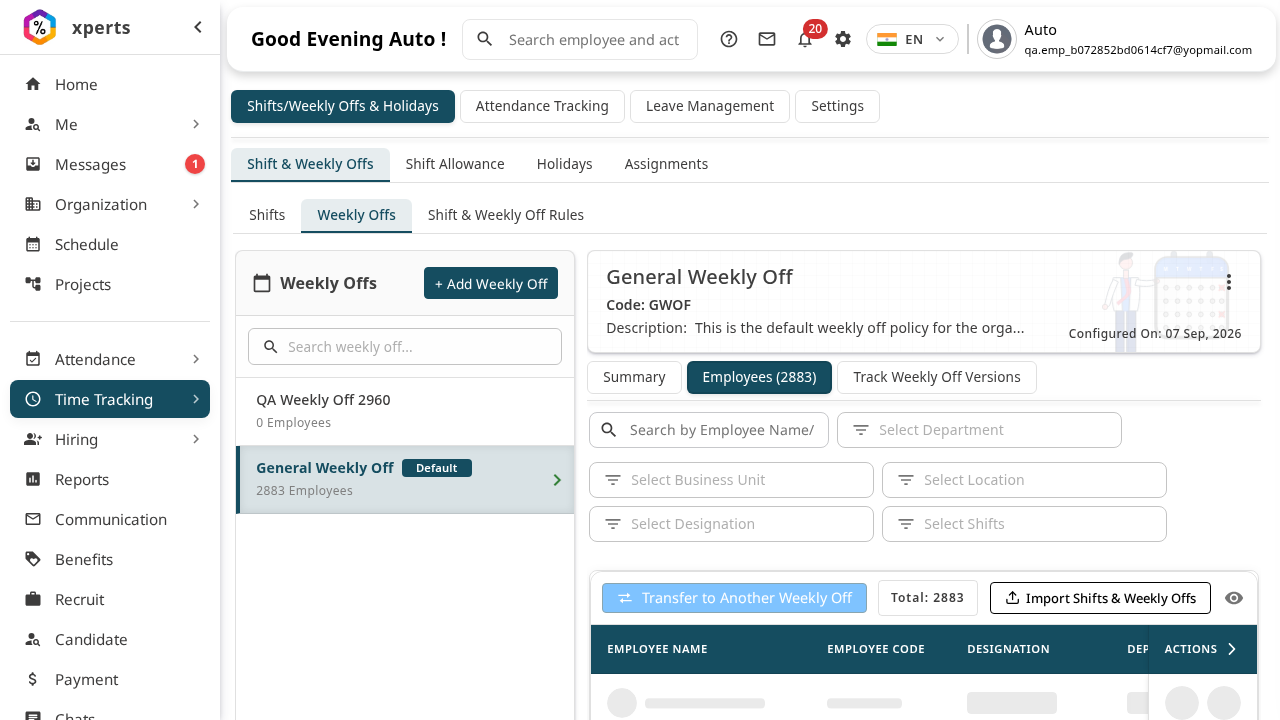 xperts
Home
Me
Messages
1
Organization
Schedule
Projects
Attendance
Time Tracking
Hiring
Reports
Communication
Benefits
Recruit
Candidate
Payment
Chats
Good Evening Auto !
Search employee and act
20
EN
Auto
qa.emp_b072852bd0614cf7@yopmail.com
Shifts/Weekly Offs & Holidays
Attendance Tracking
Leave Management
Settings
Shift & Weekly Offs
Shift Allowance
Holidays
Assignments
Shifts
Weekly Offs
Shift & Weekly Off Rules
Weekly Offs
+ Add Weekly Off
Search weekly off...
QA Weekly Off 2960
0 Employees
General Weekly Off
Default
2883 Employees
General Weekly Off
Code: GWOF
Description: This is the default weekly off policy for the orga...
Configured On: 07 Sep, 2026
Summary
Employees (2883)
Track Weekly Off Versions
Search by Employee Name/
Select Department
Select Business Unit
Select Location
Select Designation
Select Shifts
Transfer to Another Weekly Off
Total: 2883
Import Shifts & Weekly Offs
EMPLOYEE NAME
EMPLOYEE CODE
DESIGNATION
DEP
ACTIONS